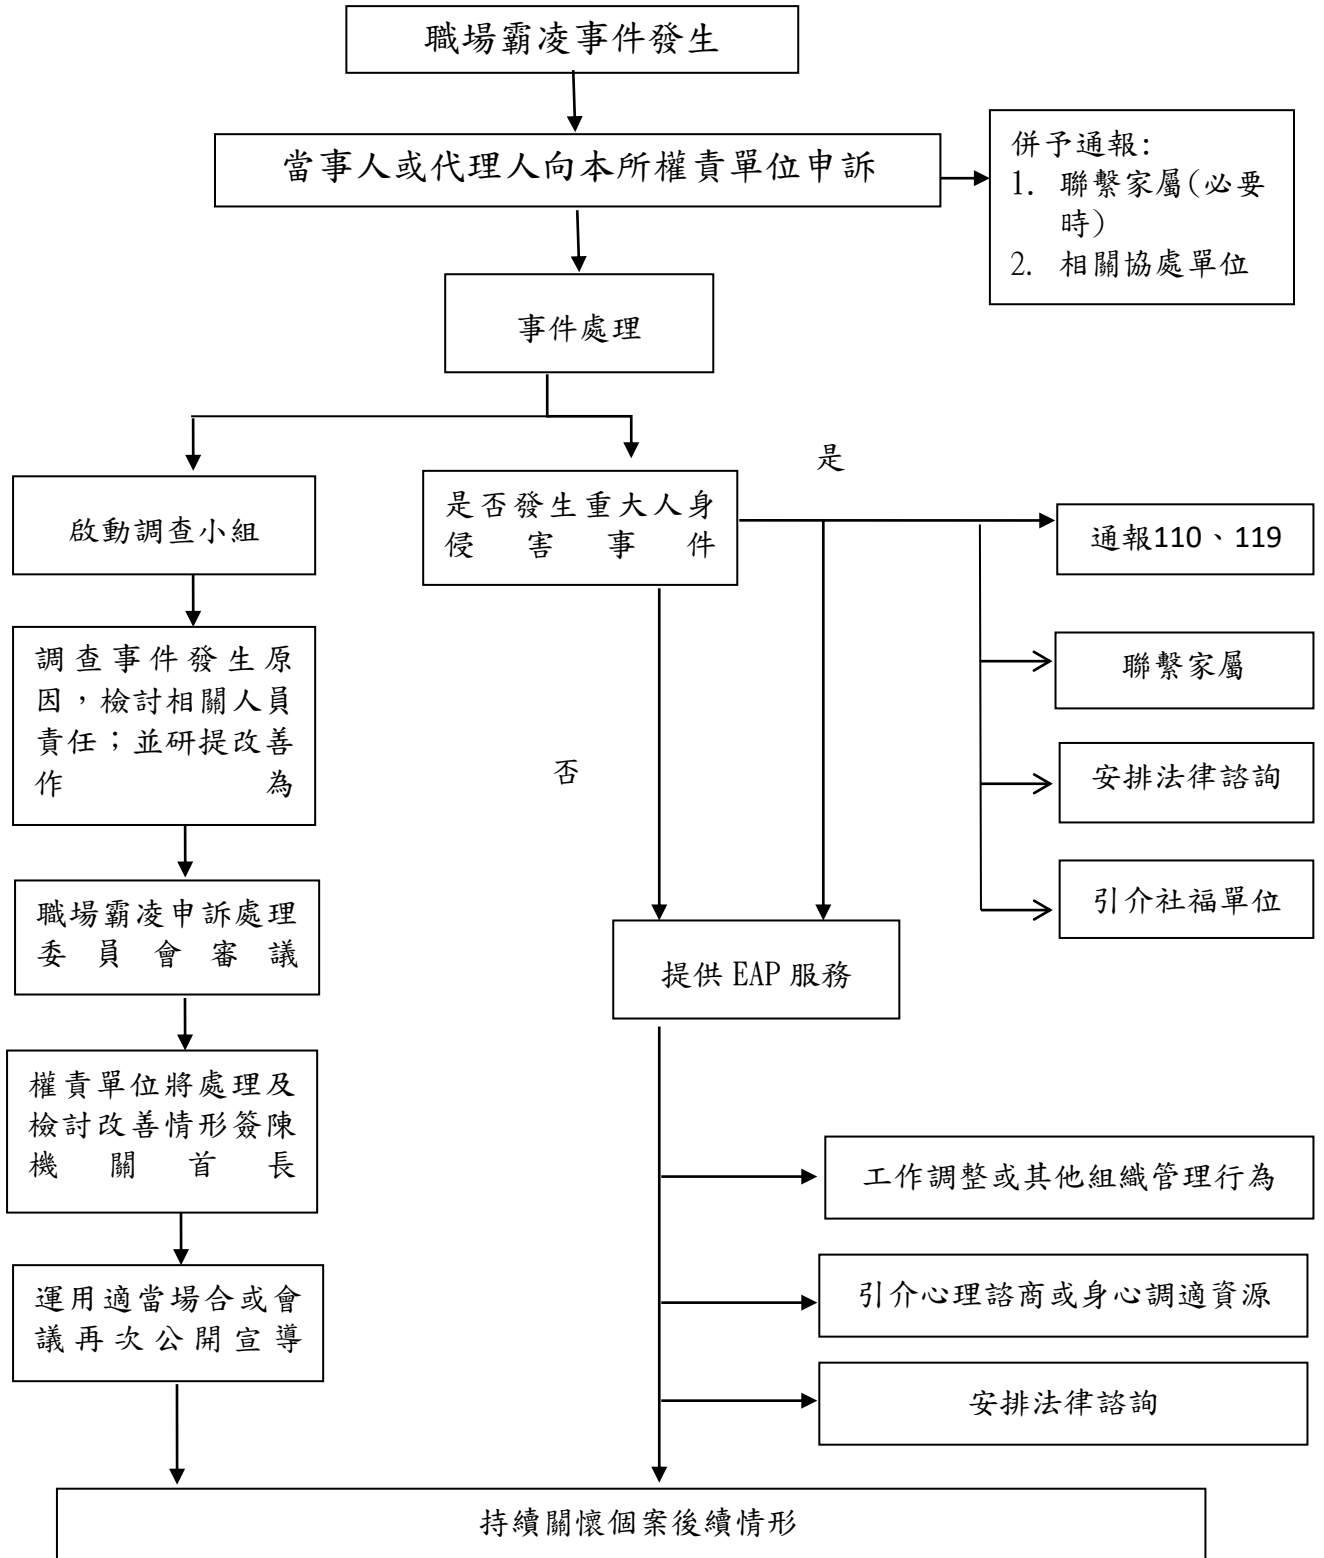 職場霸凌事件發生
當事人或代理人向本所權責單位申訴
併予通報:
1. 聯繫家屬(必要
時)
2. 相關協處單位
事件處理
是
啟動調查小組
是否發生重大人身
侵害事件
通報110、119
調查事件發生原
因，檢討相關人員
責任；並研提改善
作為
聯繫家屬
否
安排法律諮詢
職場霸凌申訴處理
委員會審議
引介社福單位
提供 EAP 服務
權責單位將處理及
檢討改善情形簽陳
機關首長
工作調整或其他組織管理行為
運用適當場合或會
議再次公開宣導
引介心理諮商或身心調適資源
安排法律諮詢
持續關懷個案後續情形